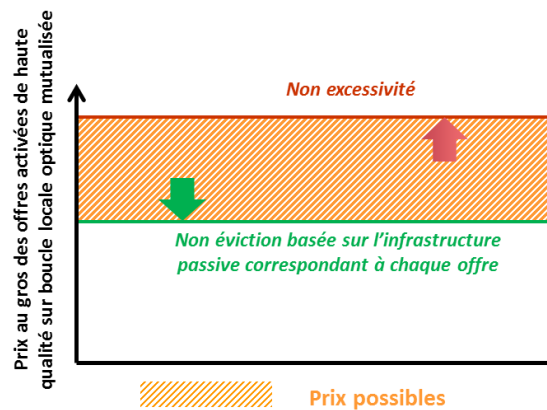 Prix au gros des offres activées de haute
qualité sur boucle locale optique mutualisée
Non excessivité
Non éviction basée sur l'infrastructure
passive correspondant à chaque offre
Prix possibles